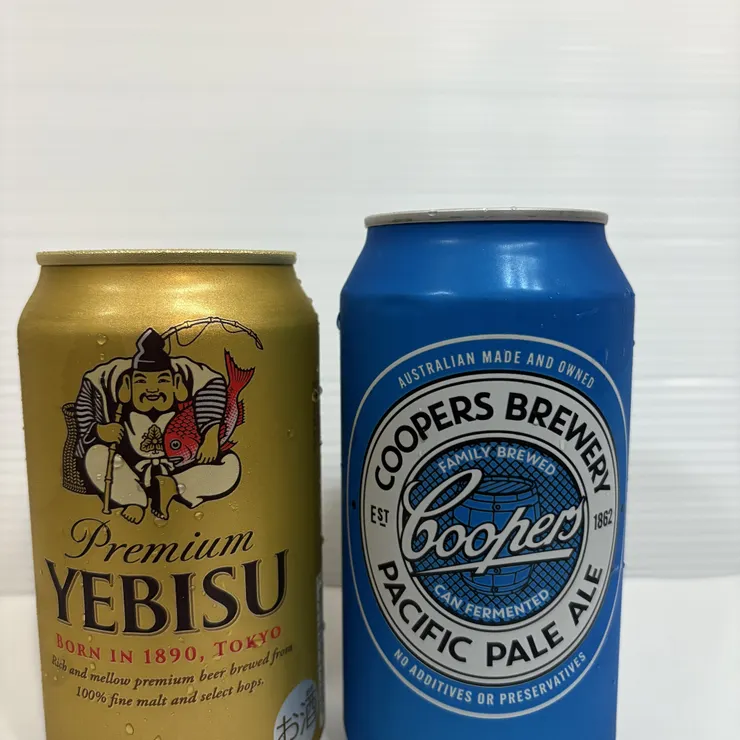 Premium
YEBISU
BORN IN 1890, TOKYO
Rich and mellow premium beer brewed from
100% fine malt and select hops.
お酒
AUSTRALIAN MADE AND OWNED
COOPERS BREWERY
FAMILY BREWED
EST
Coopers
1862
CAN FERMENTED
PACIFIC PALE ALE
NO ADDITIVES OR PRESERVATIVES